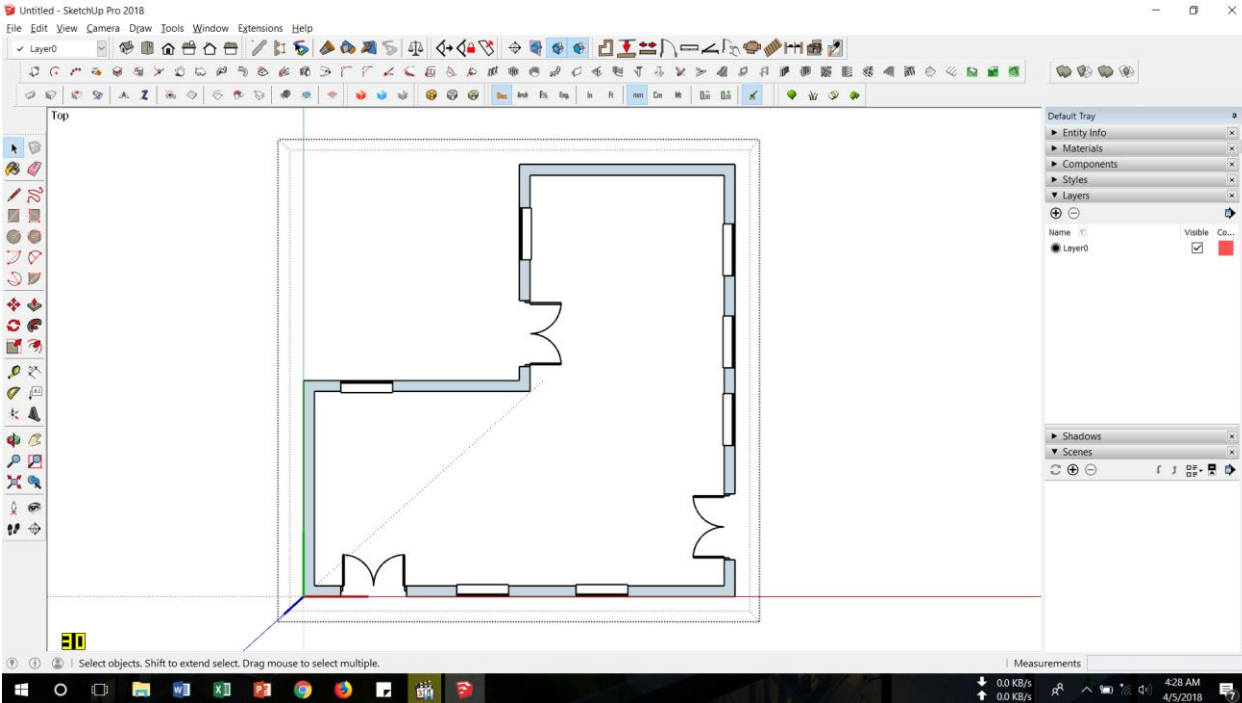 Untitled - SketchUp Pro 2018
File Edit View Camera Draw Tools Window Extensions Help
Layer0
Top
Default Tray
Entity Info
Materials
Components
Styles
Layers
Name Visible Co...
Layer0
Shadows
Scenes
30
Select objects. Shift to extend select. Drag mouse to select multiple.
Measurements
0.0 KB/s
0.0 KB/s
4:28 AM
4/5/2018